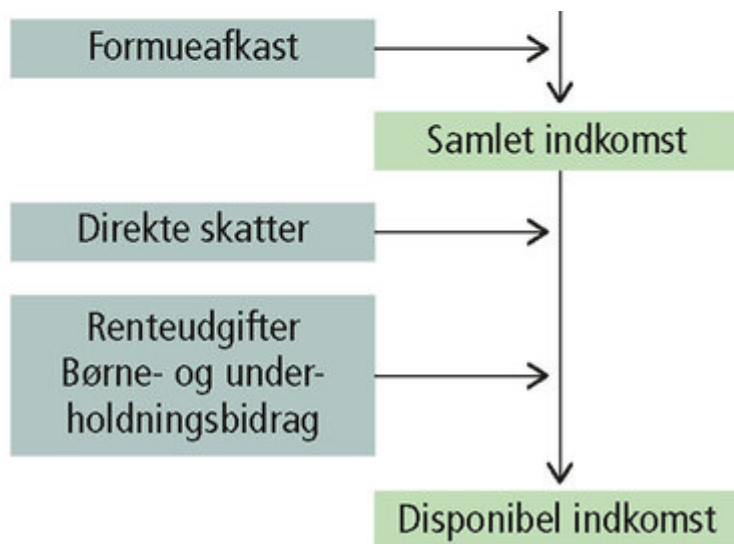 Formueafkast
Samlet indkomst
Direkte skatter
Renteudgifter
Børne- og under-
holdningsbidrag
Disponibel indkomst